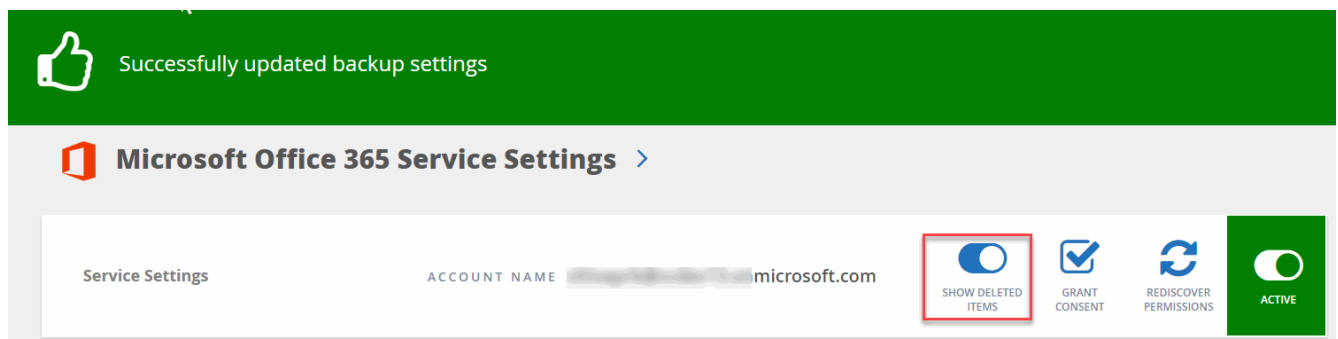 Successfully updated backup settings
Microsoft Office 365 Service Settings >
Service Settings
ACCOUNT NAME microsoft.com
SHOW DELETED
ITEMS
GRANT
CONSENT
REDISCOVER
PERMISSIONS
ACTIVE